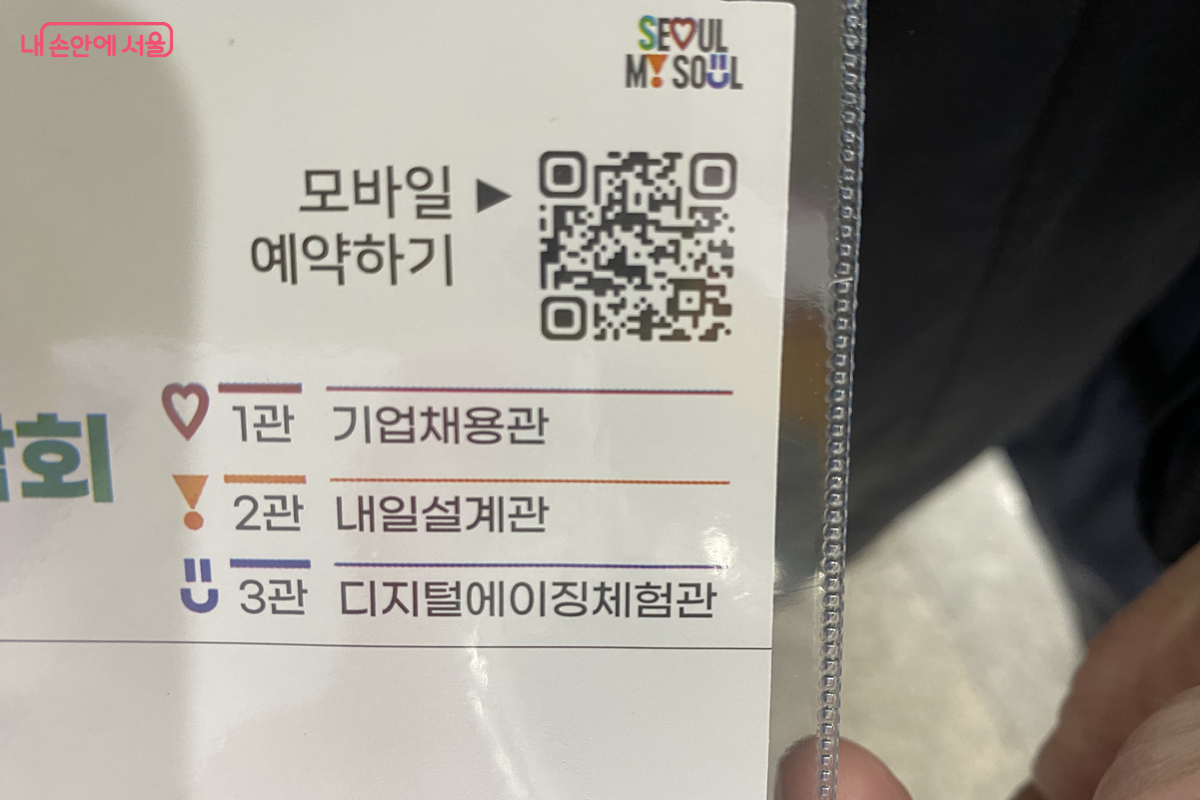 내 손안에 서울
SEOUL
MY SOUL
모바일 ▶
예약하기
1관 기업채용관
회
2관 내일설계관
3관 디지털에이징체험관